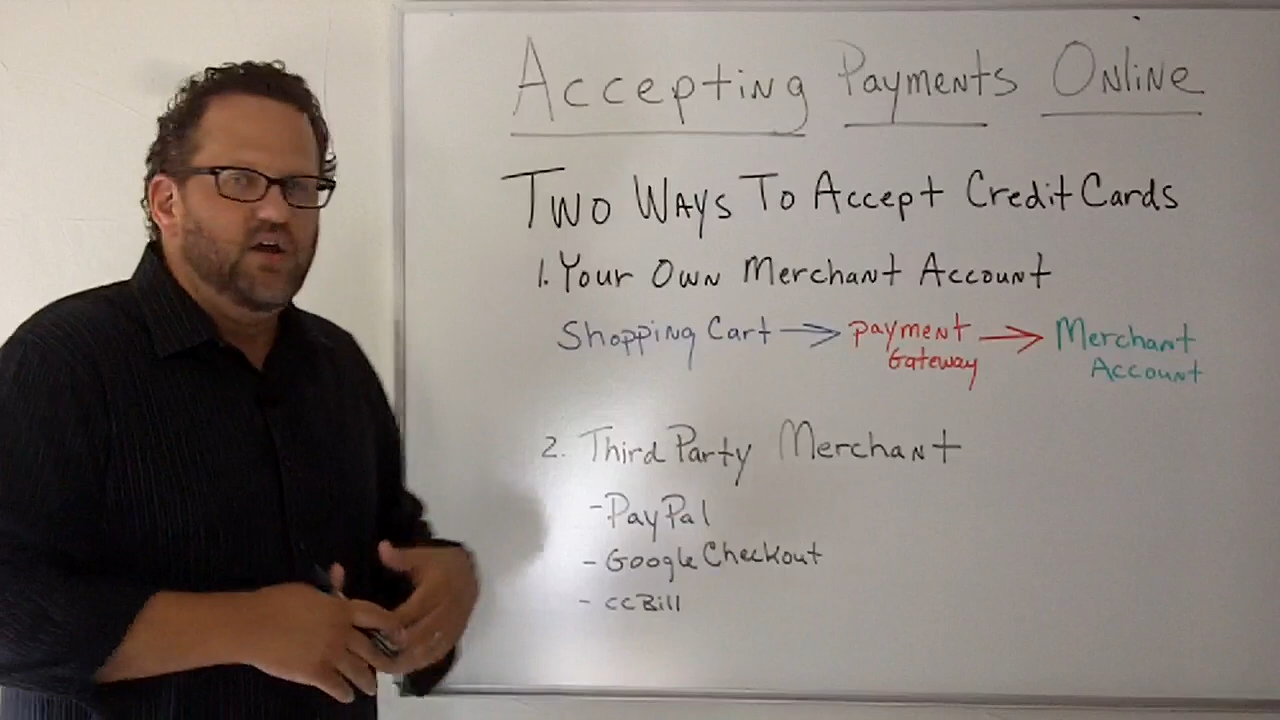 Accepting Payments Online
Two Ways To Accept Credit Cards
1. Your Own Merchant Account
Shopping Cart → payment Gateway → Merchant Account
2. Third Party Merchant
- PayPal
- Google Checkout
- CCBill